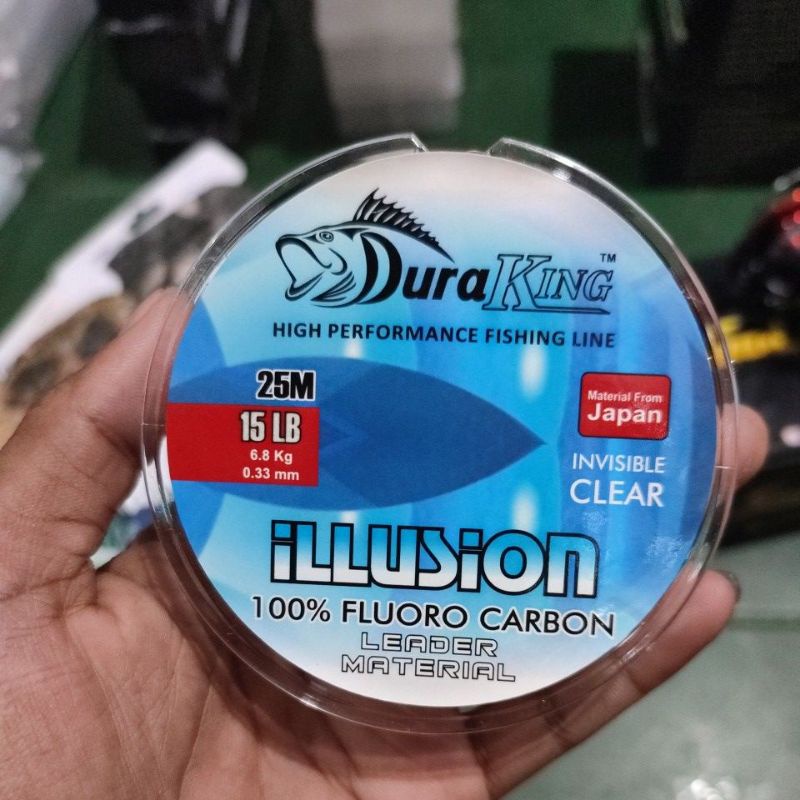 DuraKING™
HIGH PERFORMANCE FISHING LINE
25M
15 LB
6.8 Kg
0.33 mm
Material From
Japan
INVISIBLE
CLEAR
iLLUSiOn
100% FLUORO CARBON
LEADER
MATERIAL